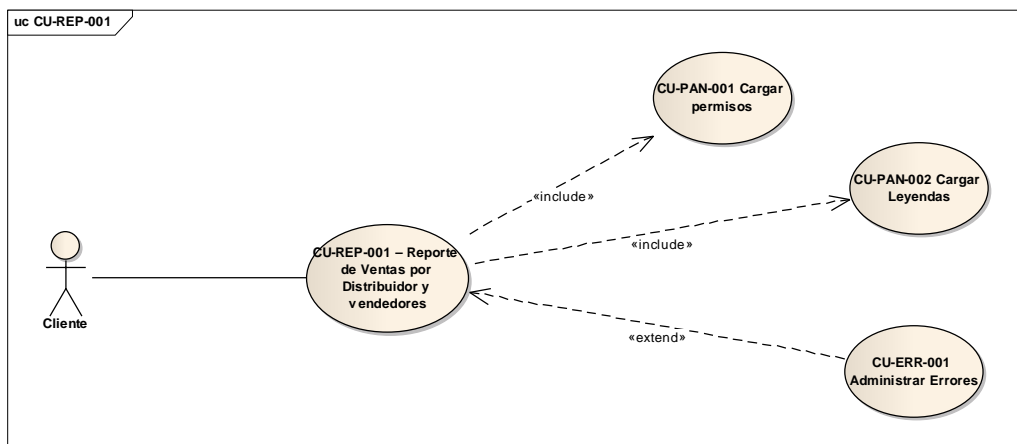 uc CU-REP-001
CU-PAN-001 Cargar
permisos
CU-PAN-002 Cargar
Leyendas
«include»
«include»
CU-REP-001 – Reporte
de Ventas por
Distribuidor y
vendedores
Cliente
«extend»
CU-ERR-001
Administrar Errores